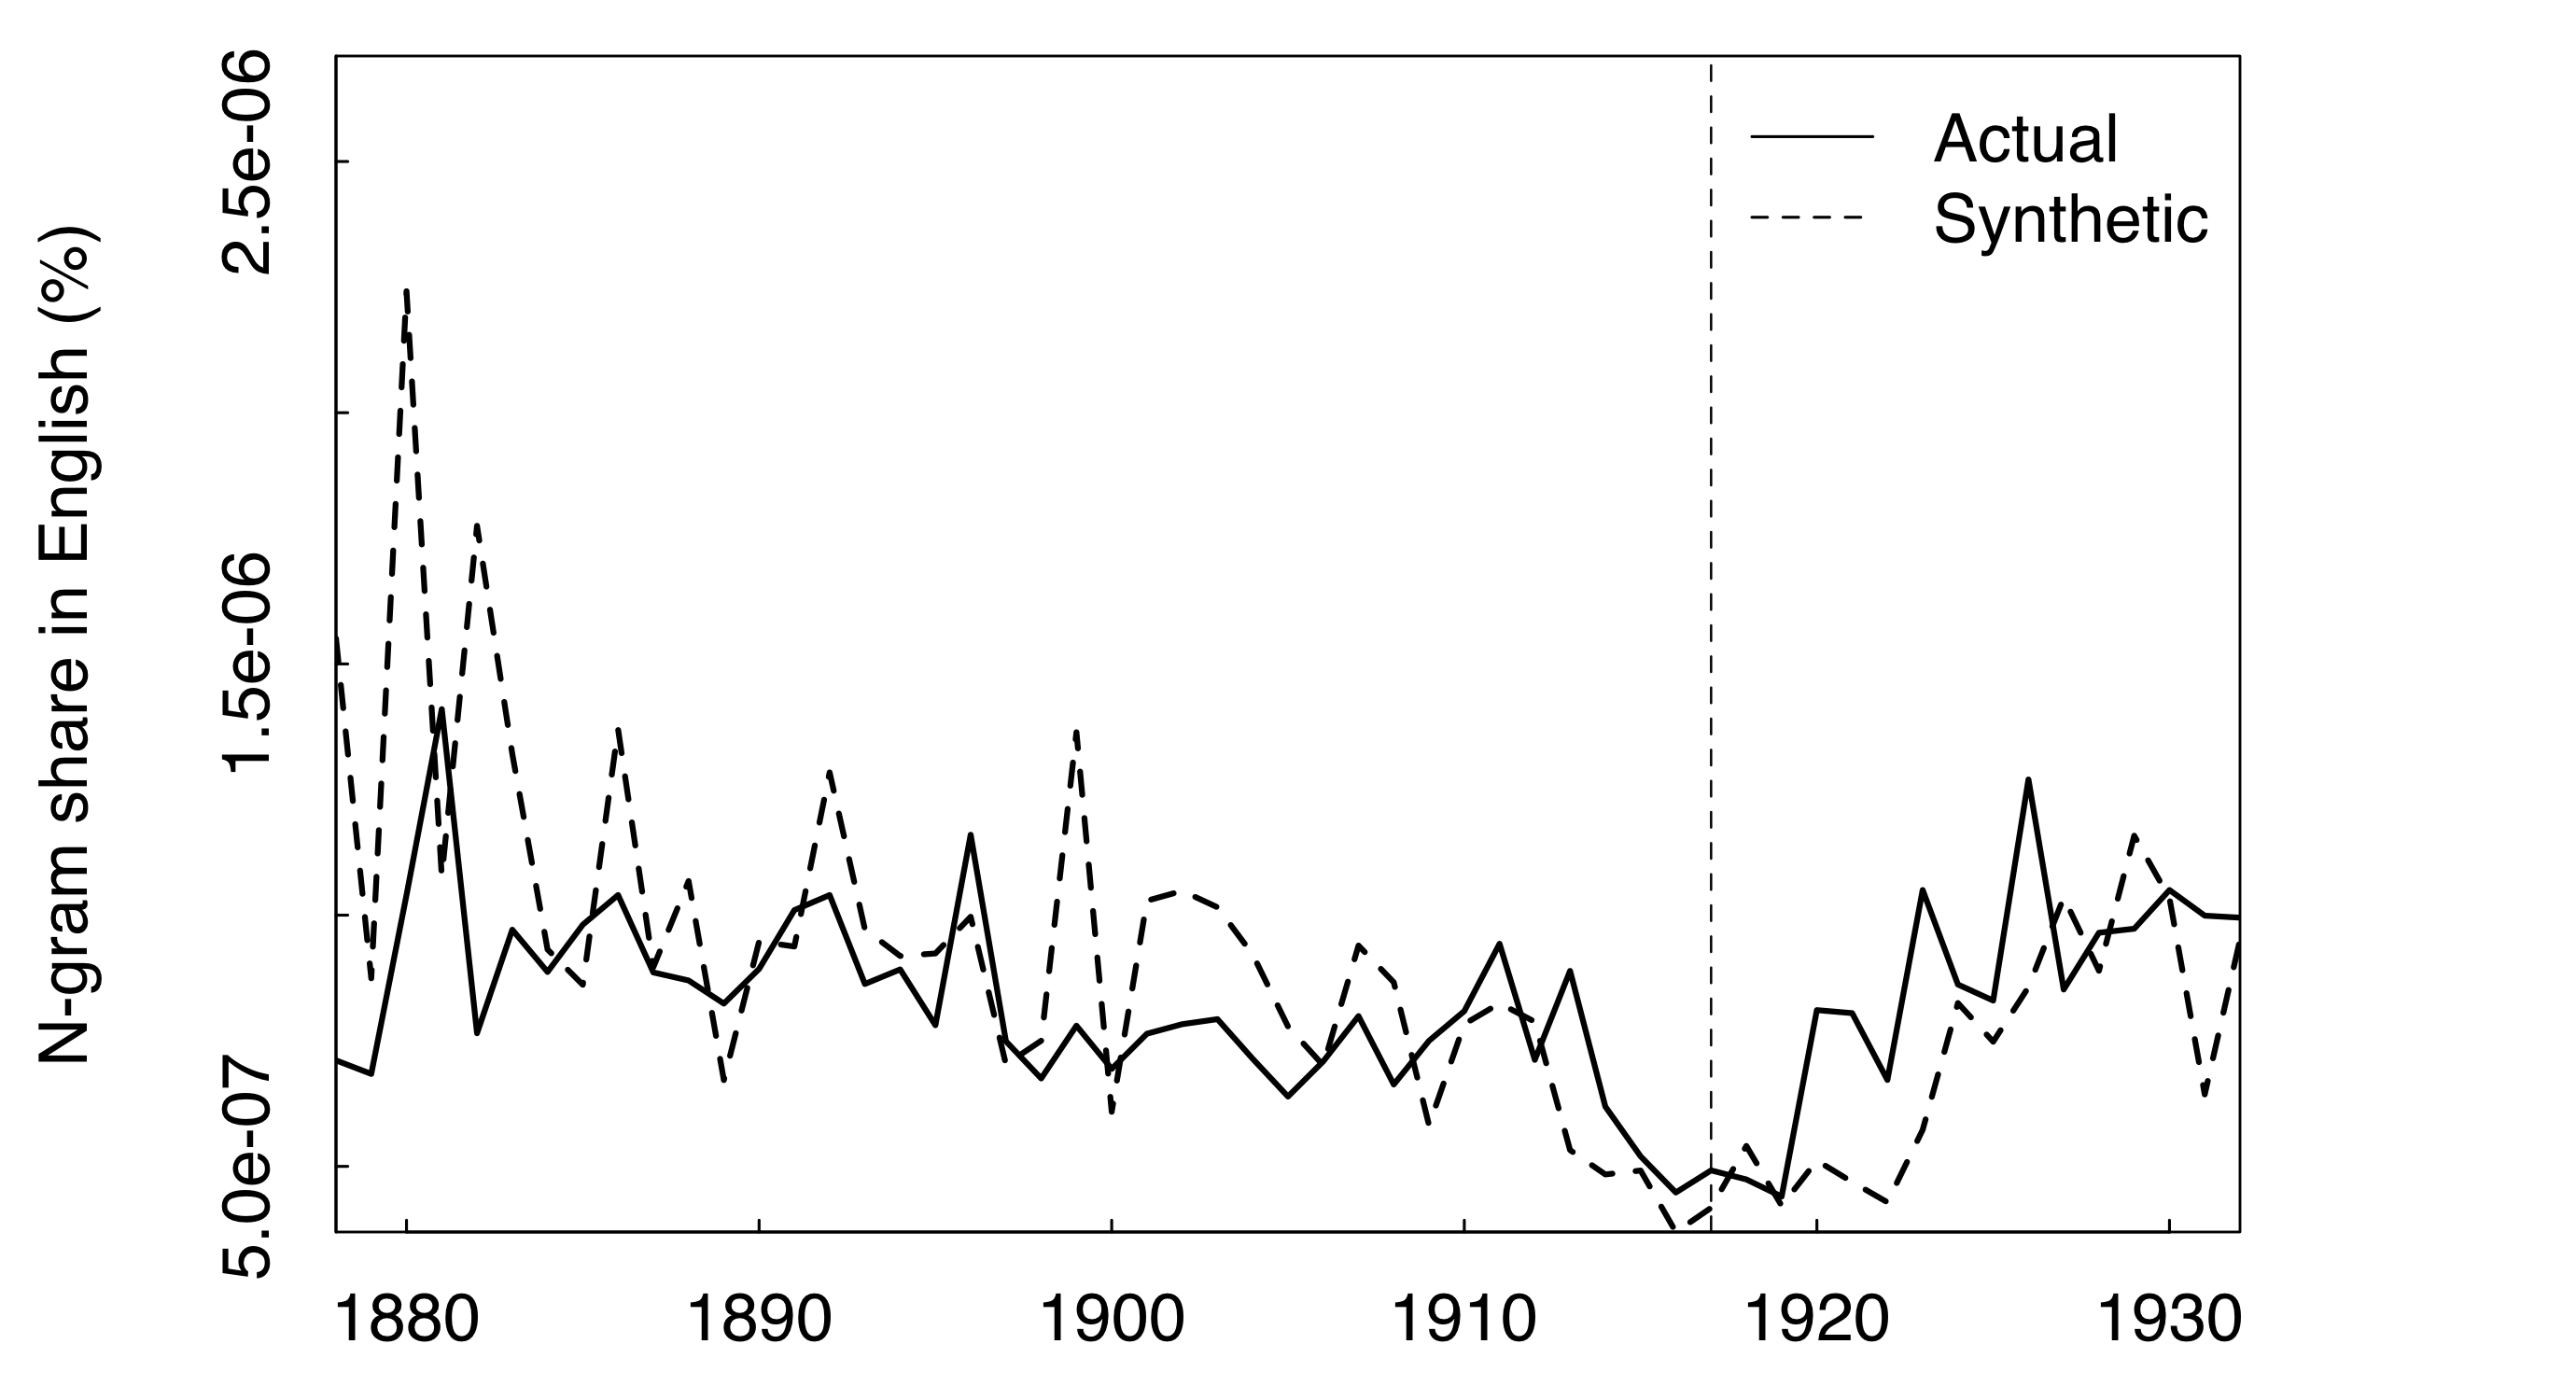 N-gram share in English (%)
2.5e-06
1.5e-06
5.0e-07
Actual
Synthetic
1880 1890 1900 1910 1920 1930